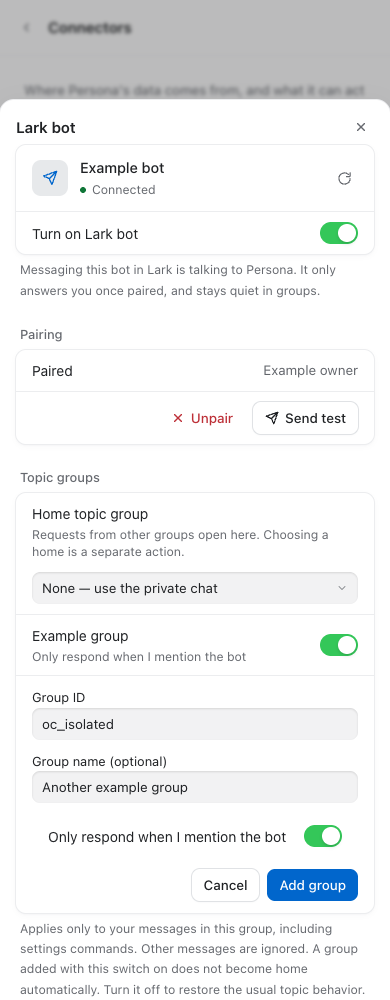 Connectors
Where Persona's data comes from, and what it can act
Lark bot
Example bot
Connected
Turn on Lark bot
Messaging this bot in Lark is talking to Persona. It only
answers you once paired, and stays quiet in groups.
Pairing
Paired
Example owner
Unpair
Send test
Topic groups
Home topic group
Requests from other groups open here. Choosing a
home is a separate action.
None — use the private chat
Example group
Only respond when I mention the bot
Group ID
oc_isolated
Group name (optional)
Another example group
Only respond when I mention the bot
Cancel
Add group
Applies only to your messages in this group, including
settings commands. Other messages are ignored. A group
added with this switch on does not become home
automatically. Turn it off to restore the usual topic behavior.